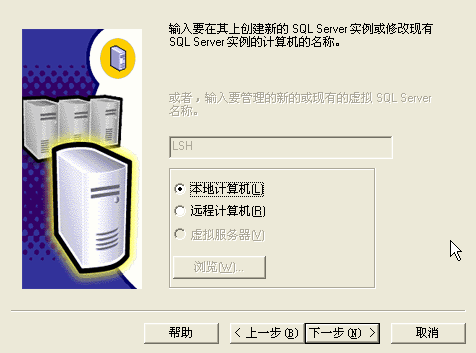 输入要在其上创建新的 SQL Server 实例或修改现有
SQL Server 实例的计算机的名称。
或者，输入要管理的新的或现有的虚拟 SQL Server
名称。
LSH
本地计算机(L)
远程计算机(R)
虚拟服务器(V)
浏览(W)...
帮助
< 上一步(B)
下一步(N) >
取消